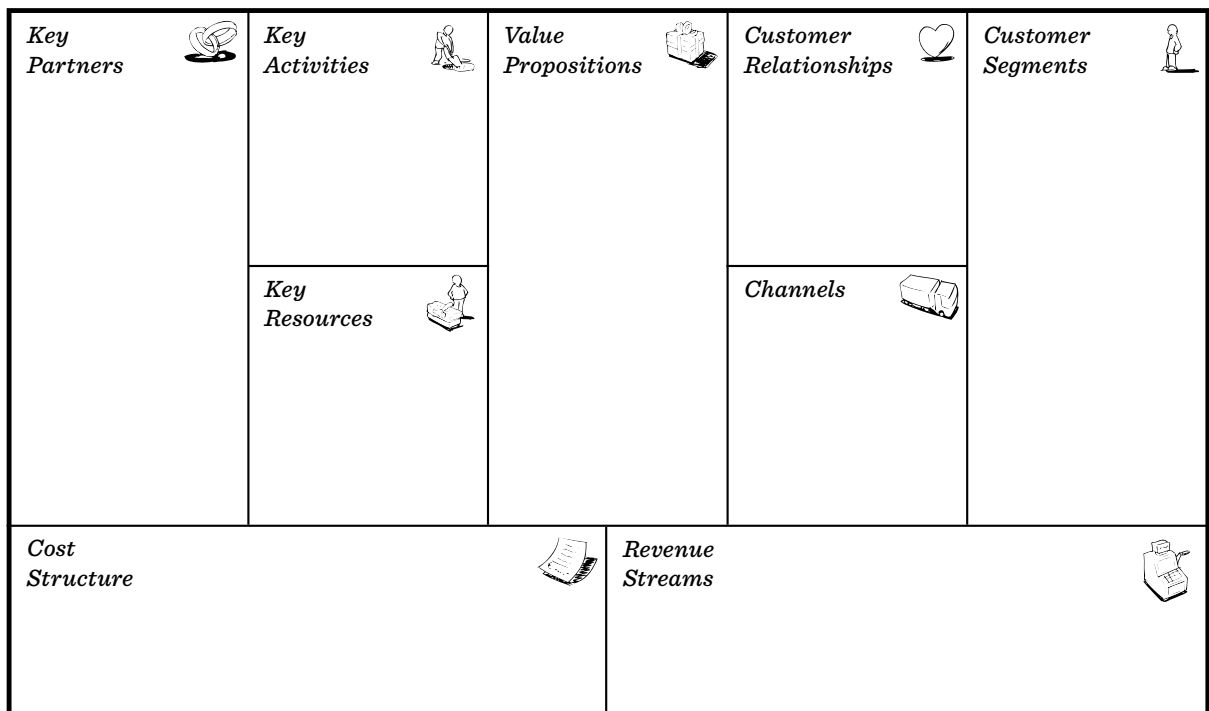 Key
Partners
Key
Activities
Value
Propositions
Customer
Relationships
Customer
Segments
Key
Resources
Channels
Cost
Structure
Revenue
Streams